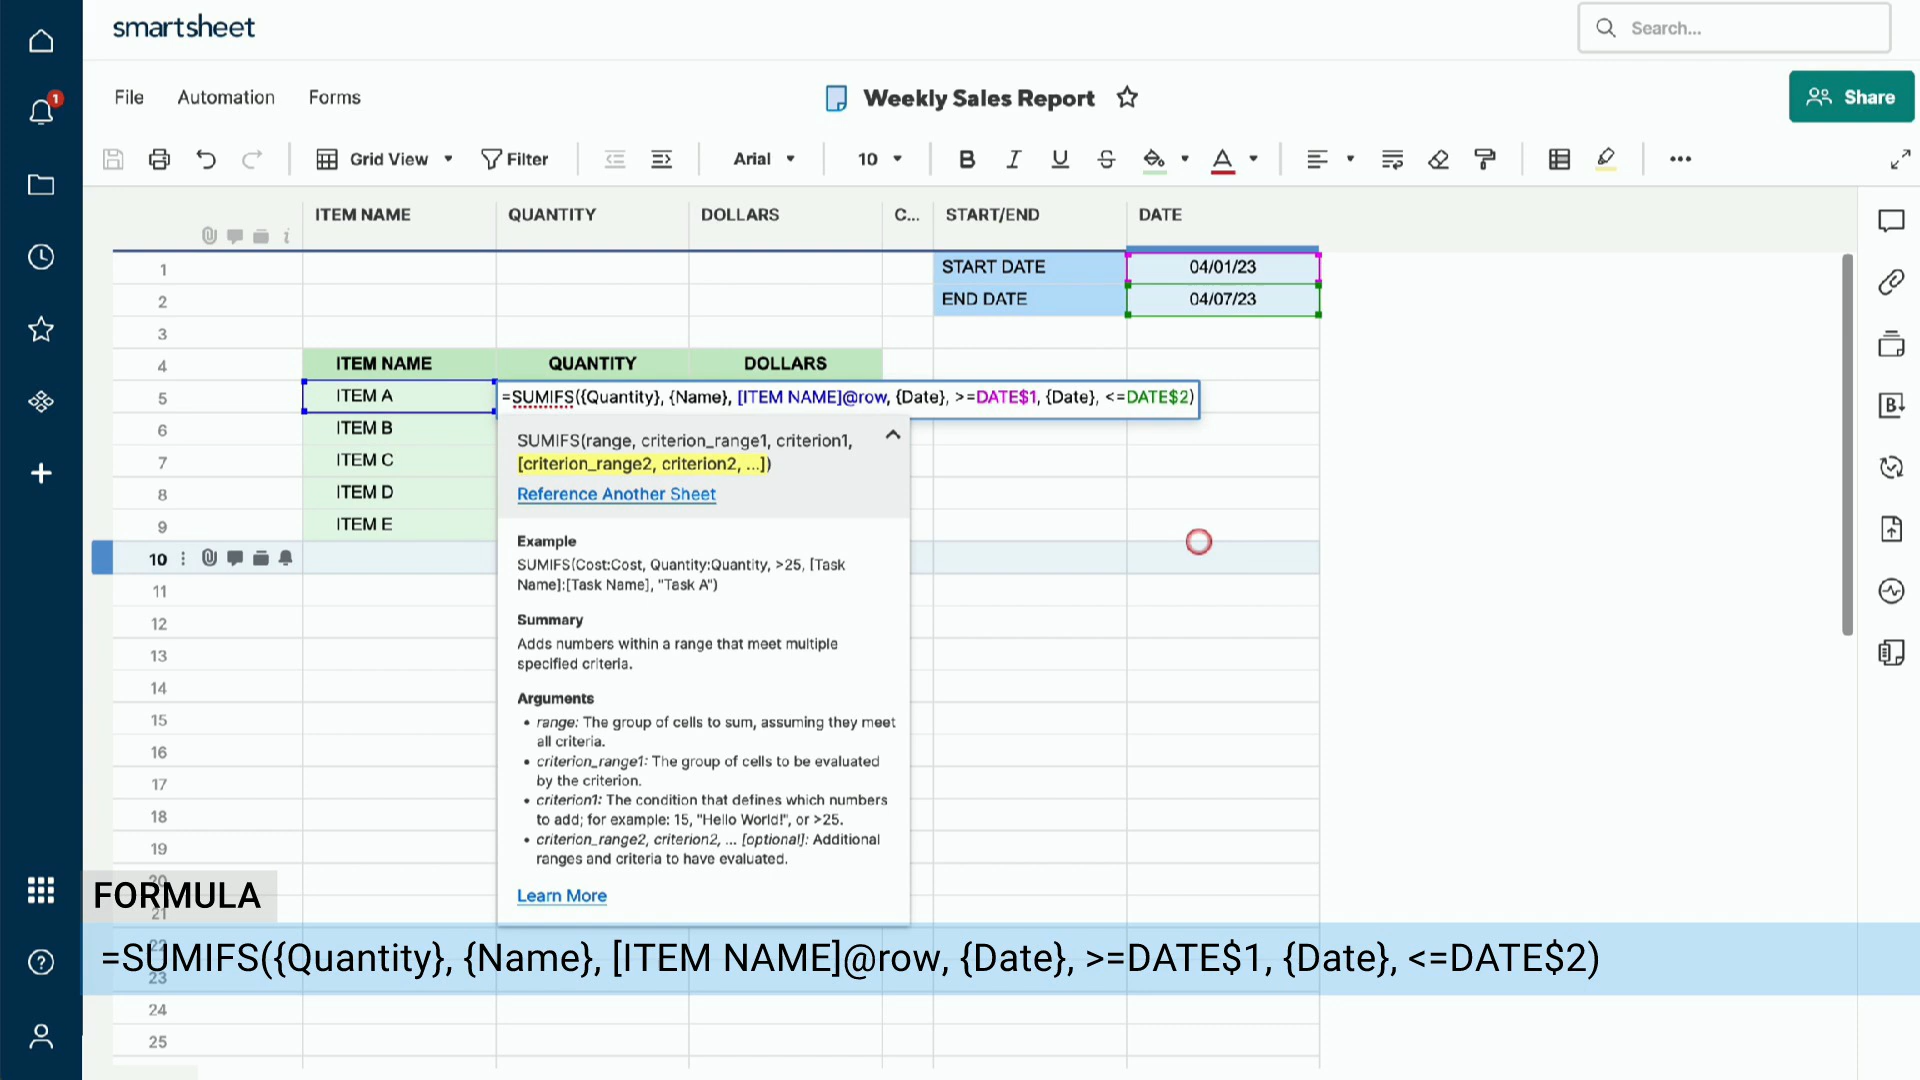 smartsheet
Search...
1
File Automation Forms
Weekly Sales Report
Share
Grid View Filter Arial 10 B I U S A
ITEM NAME QUANTITY DOLLARS C... START/END DATE
1 START DATE 04/01/23
2 END DATE 04/07/23
3
4 ITEM NAME QUANTITY DOLLARS
5 ITEM A =SUMIFS({Quantity}, {Name}, [ITEM NAME]@row, {Date}, >=DATE$1, {Date}, <=DATE$2)
6 ITEM B
7 ITEM C
8 ITEM D
9 ITEM E
10
11
12
13
14
15
16
17
18
19
20
21
22
23
24
25
SUMIFS(range, criterion_range1, criterion1,
[criterion_range2, criterion2, ...])
Reference Another Sheet
Example
SUMIFS(Cost:Cost, Quantity:Quantity, >25, [Task
Name]:[Task Name], "Task A")
Summary
Adds numbers within a range that meet multiple
specified criteria.
Arguments
• range: The group of cells to sum, assuming they meet
all criteria.
• criterion_range1: The group of cells to be evaluated
by the criterion.
• criterion1: The condition that defines which numbers
to add; for example: 15, "Hello World!", or >25.
• criterion_range2, criterion2, ... [optional]: Additional
ranges and criteria to have evaluated.
Learn More
FORMULA
=SUMIFS({Quantity}, {Name}, [ITEM NAME]@row, {Date}, >=DATE$1, {Date}, <=DATE$2)